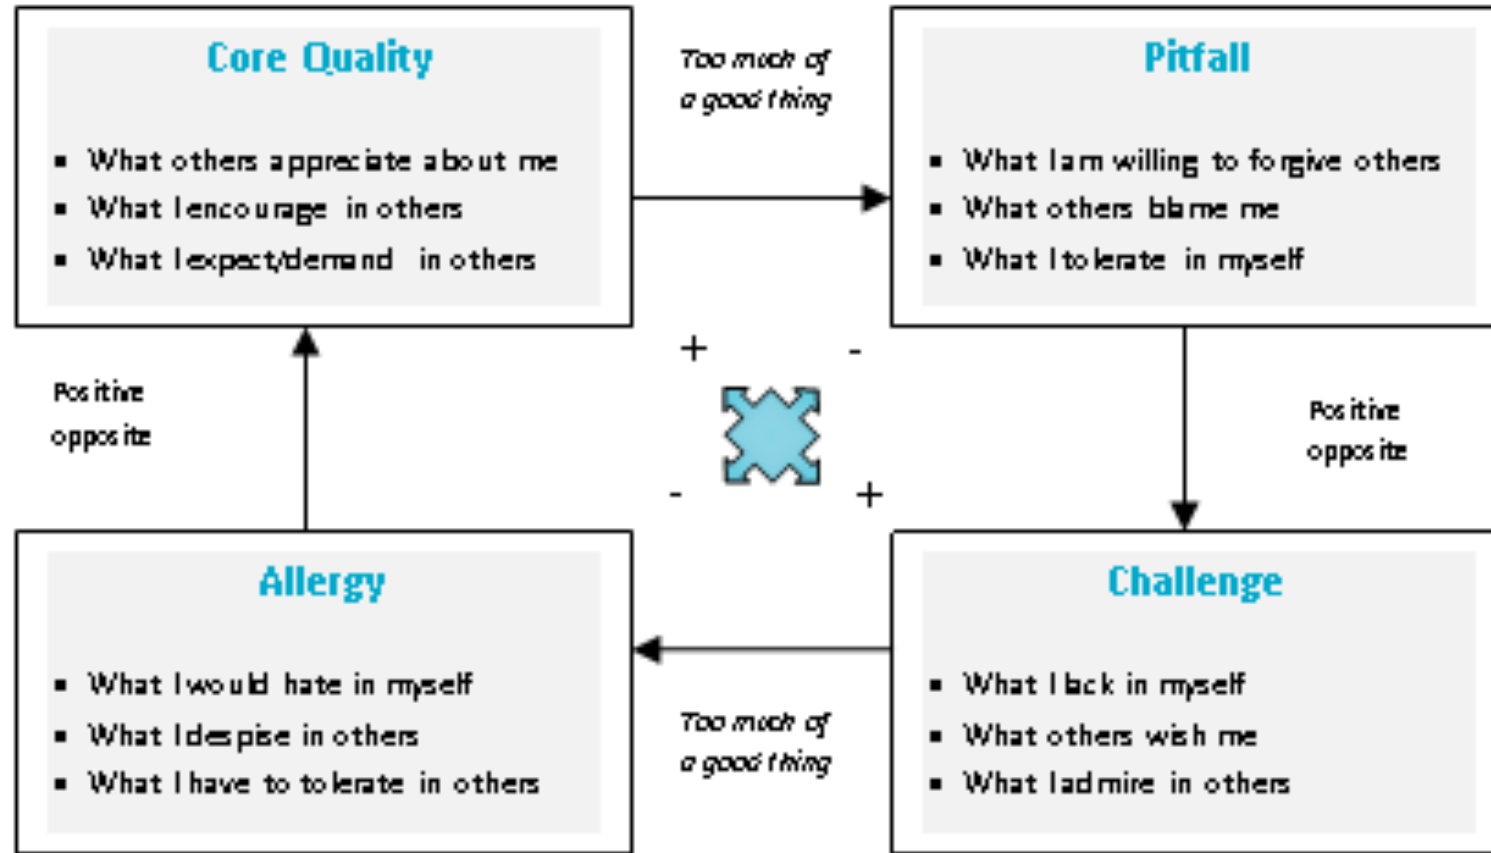 Core Quality
▪ What others appreciate about me
▪ What I encourage in others
▪ What I expect/demand in others
Too much of
a good thing
Pitfall
▪ What I am willing to forgive others
▪ What others blame me
▪ What I tolerate in myself
+ -
Positive
opposite
Positive
opposite
- +
Allergy
▪ What I would hate in myself
▪ What I despise in others
▪ What I have to tolerate in others
Too much of
a good thing
Challenge
▪ What I lack in myself
▪ What others wish me
▪ What I admire in others